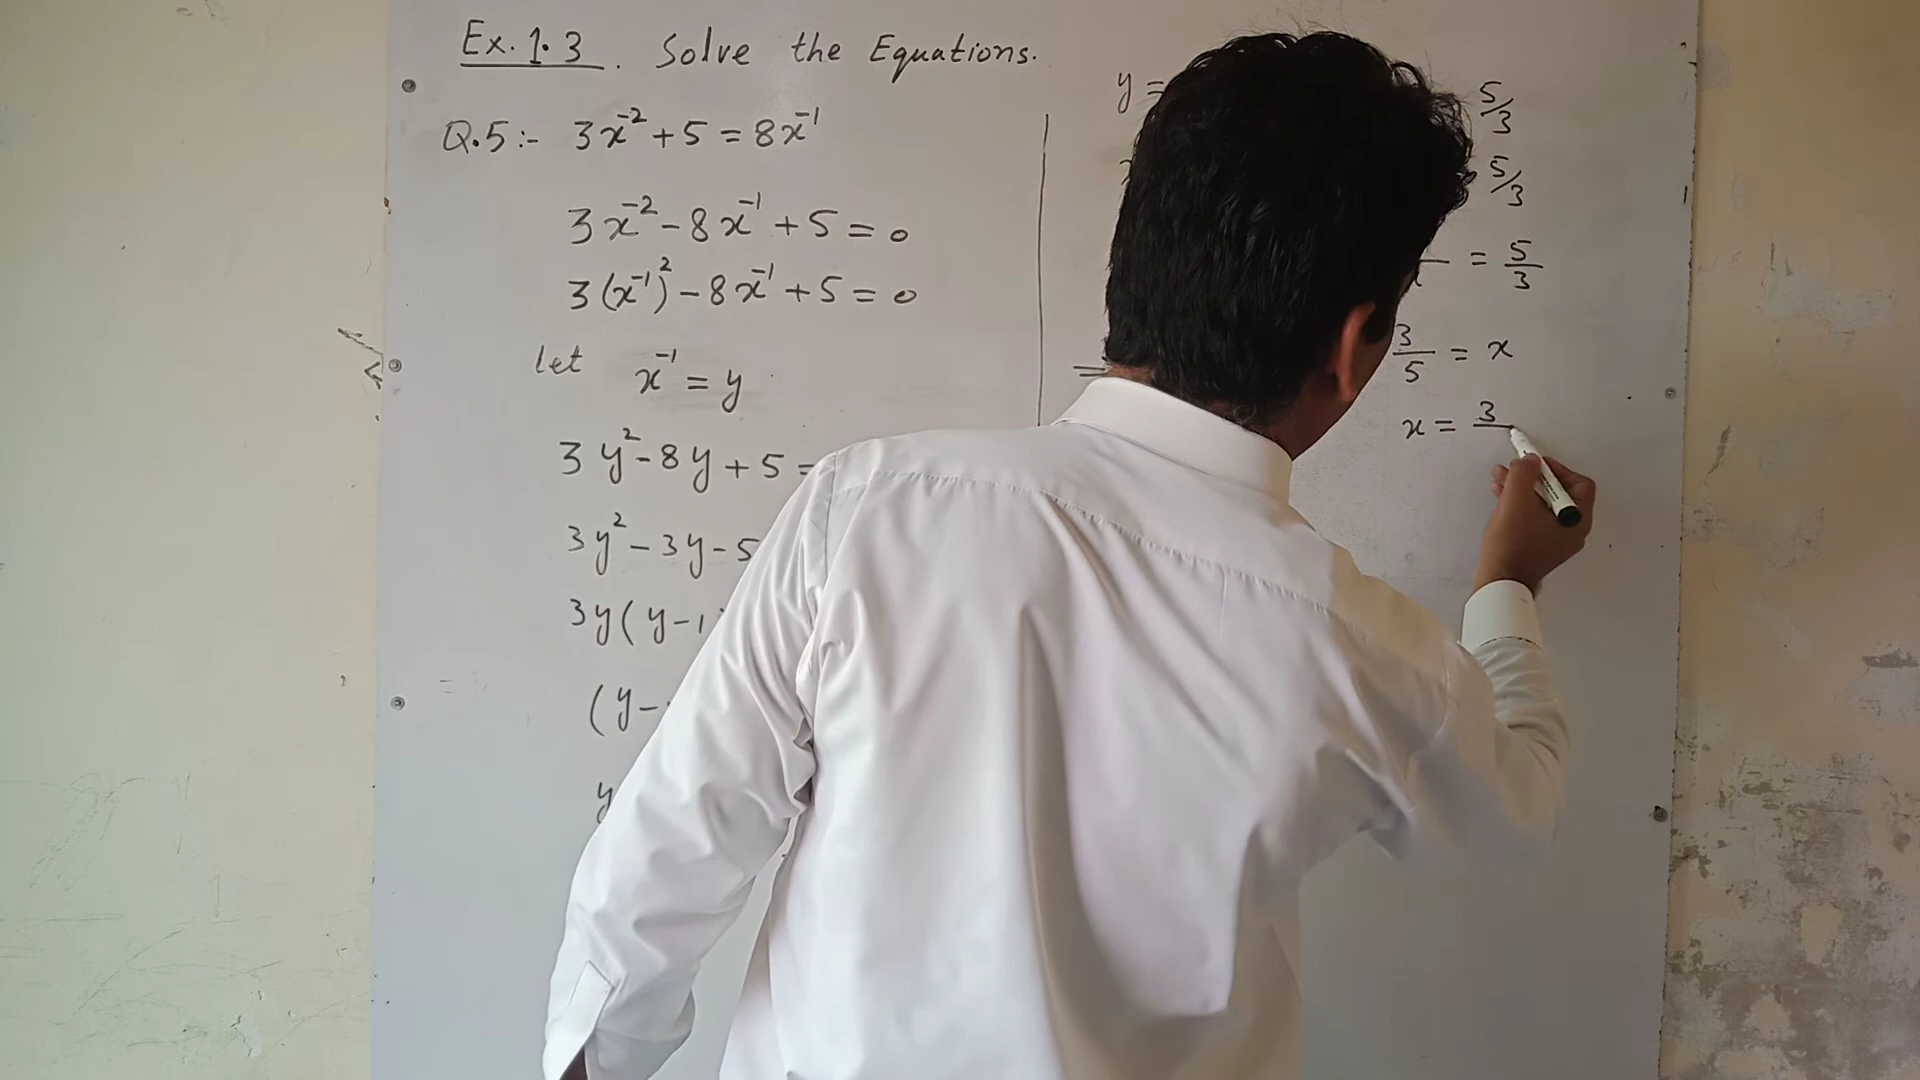 Ex. 1.3. Solve the Equations.
Q.5:- 3x⁻² + 5 = 8x⁻¹
3x⁻² - 8x⁻¹ + 5 = 0
3(x⁻¹)² - 8x⁻¹ + 5 = 0
let x⁻¹ = y
3y² - 8y + 5 =
3y² - 3y - 5
3y(y-1
(y-
y
y =
5/3
5/3
= 5/3
3/5 = x
x = 3